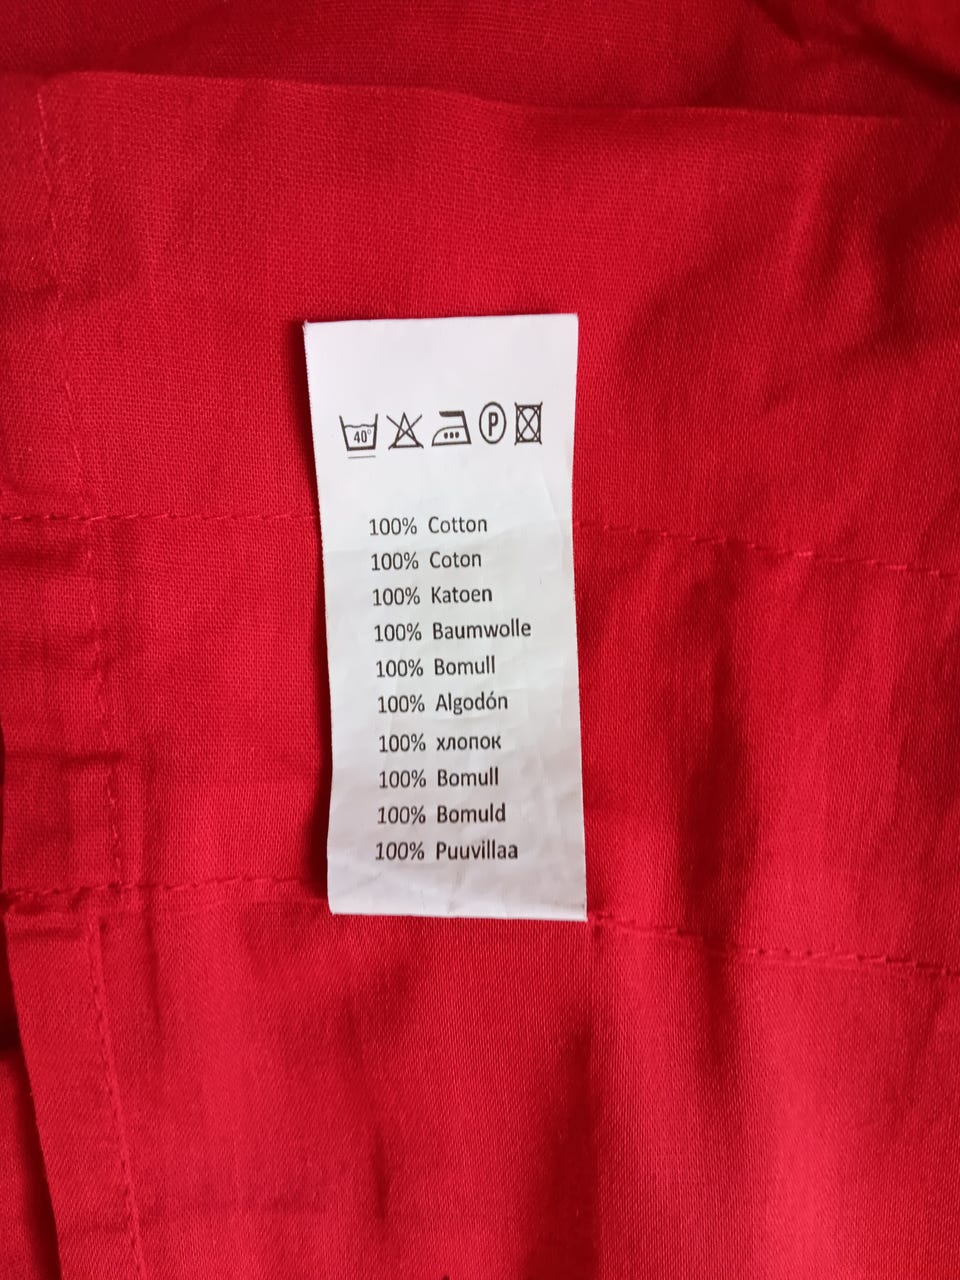 40°
P
100% Cotton
100% Coton
100% Katoen
100% Baumwolle
100% Bomull
100% Algodón
100% хлопок
100% Bomull
100% Bomuld
100% Puuvillaa